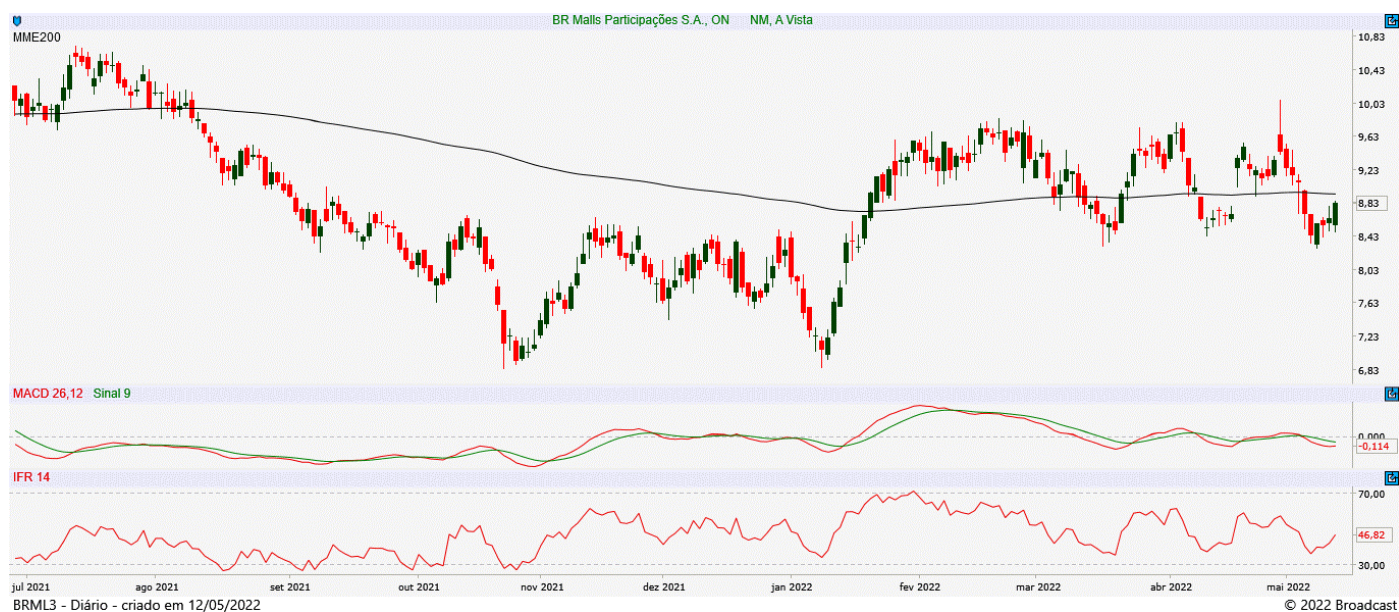 BR Malls Participações S.A., ON NM, A Vista
MME200
10,83
10,43
10,03
9,63
9,23
8,83
8,43
8,03
7,63
7,23
6,83
MACD 26,12 Sinal 9
0,000
-0,114
IFR 14
70,00
46,82
30,00
jul 2021 ago 2021 set 2021 out 2021 nov 2021 dez 2021 jan 2022 fev 2022 mar 2022 abr 2022 mai 2022
BRML3 - Diário - criado em 12/05/2022 © 2022 Broadcast